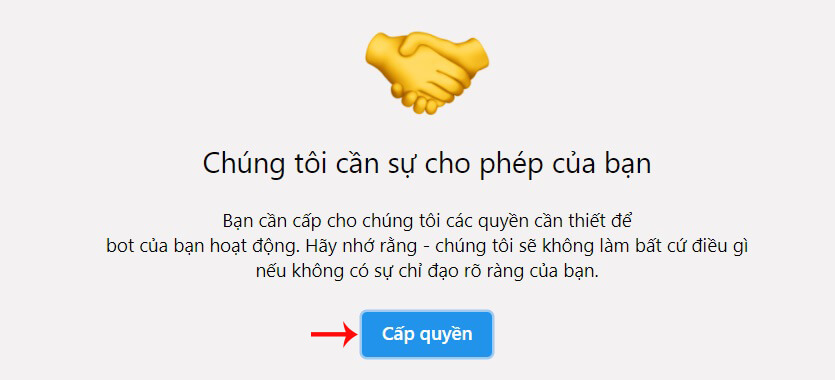 Chúng tôi cần sự cho phép của bạn
Bạn cần cấp cho chúng tôi các quyền cần thiết để
bot của bạn hoạt động. Hãy nhớ rằng - chúng tôi sẽ không làm bất cứ điều gì
nếu không có sự chỉ đạo rõ ràng của bạn.
Cấp quyền